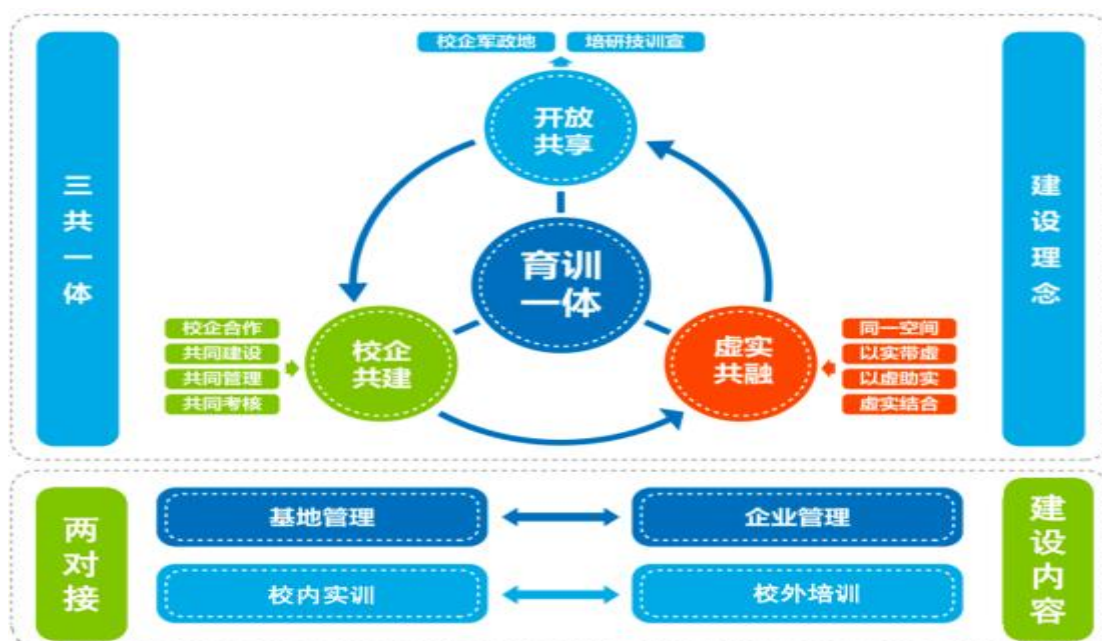 校企军政地
培研技训宣
三共一体
开放
共享
建设理念
育训
一体
校企合作
共同建设
共同管理
共同考核
校企
共建
虚实
共融
同一空间
以实带虚
以虚助实
虚实结合
两对接
基地管理
企业管理
建设内容
校内实训
校外培训